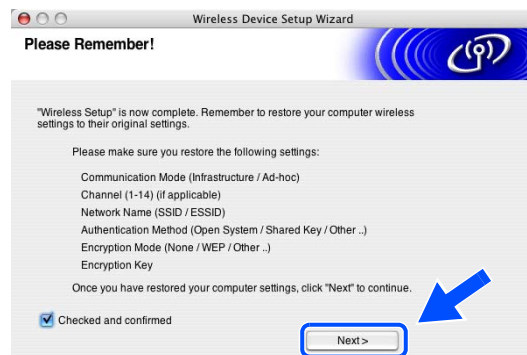 Wireless Device Setup Wizard
Please Remember!
"Wireless Setup" is now complete. Remember to restore your computer wireless
settings to their original settings.
Please make sure you restore the following settings:
Communication Mode (Infrastructure / Ad-hoc)
Channel (1-14) (if applicable)
Network Name (SSID / ESSID)
Authentication Method (Open System / Shared Key / Other ..)
Encryption Mode (None / WEP / Other ..)
Encryption Key
Once you have restored your computer settings, click "Next" to continue.
Checked and confirmed
Next >